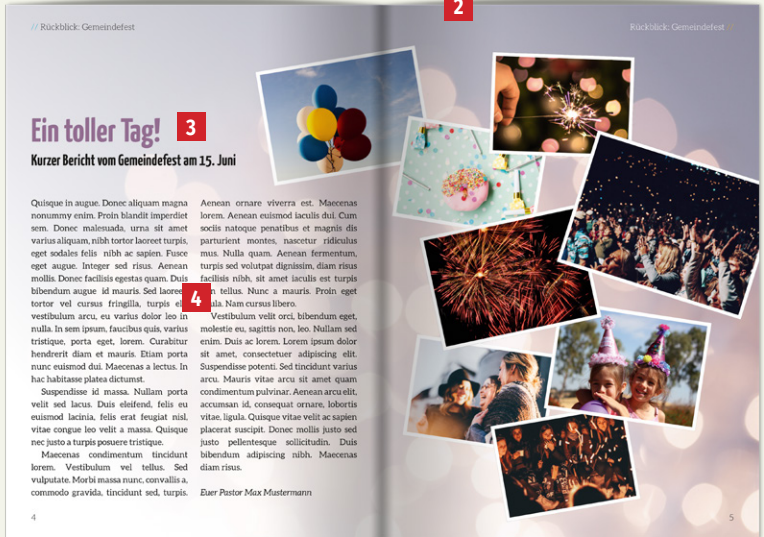 2
// Rückblick: Gemeindefest
Rückblick: Gemeindefest //
Ein toller Tag!
3
Kurzer Bericht vom Gemeindefest am 15. Juni
Quisque in augue. Donec aliquam magna
nonummy enim. Proin blandit imperdiet
sem. Donec malesuada, urna sit amet
varius aliquam, nibh tortor laoreet turpis,
eget sodales felis nibh ac sapien. Fusce
eget augue. Integer sed risus. Aenean
mollis. Donec facilisis egestas quam. Duis
bibendum augue id mauris. Sed laoree
tortor vel cursus fringilla, turpis
vestibulum arcu, eu varius dolor leo in
nulla. In sem ipsum, faucibus quis, varius
tristique, porta eget, lorem. Curabitur
hendrerit diam et mauris. Etiam porta
nunc euismod dui. Maecenas a lectus. In
hac habitasse platea dictumst.
Suspendisse id massa. Nullam porta
velit sed lacus. Duis eleifend, felis eu
euismod lacinia, felis erat feugiat nisl,
vitae congue leo velit a massa. Quisque
nec justo a turpis posuere tristique.
Maecenas condimentum tincidunt
lorem. Vestibulum vel tellus. Sed
vulputate. Morbi massa nunc, convallis a,
commodo gravida, tincidunt sed, turpis.
4
Aenean ornare viverra est. Maecenas
lorem. Aenean euismod iaculis dui. Cum
sociis natoque penatibus et magnis dis
parturient montes, nascetur ridiculus
mus. Nulla quam. Aenean fermentum,
turpis sed volutpat dignissim, diam risus
facilisis nibh, sit amet iaculis est turpis
tellus. Nunc a mauris. Proin eget
ula. Nam cursus libero.
Vestibulum velit orci, bibendum eget,
molestie eu, sagittis non, leo. Nullam sed
enim. Duis ac lorem. Lorem ipsum dolor
sit amet, consectetuer adipiscing elit.
Suspendisse potenti. Sed tincidunt varius
arcu. Mauris vitae arcu sit amet quam
condimentum pulvinar. Aenean arcu elit,
accumsan id, consequat ornare, lobortis
vitae, ligula. Quisque vitae velit ac sapien
placerat suscipit. Donec mollis justo sed
justo pellentesque sollicitudin. Duis
bibendum adipiscing nibh. Maecenas
diam risus.
Euer Pastor Max Mustermann
4
5